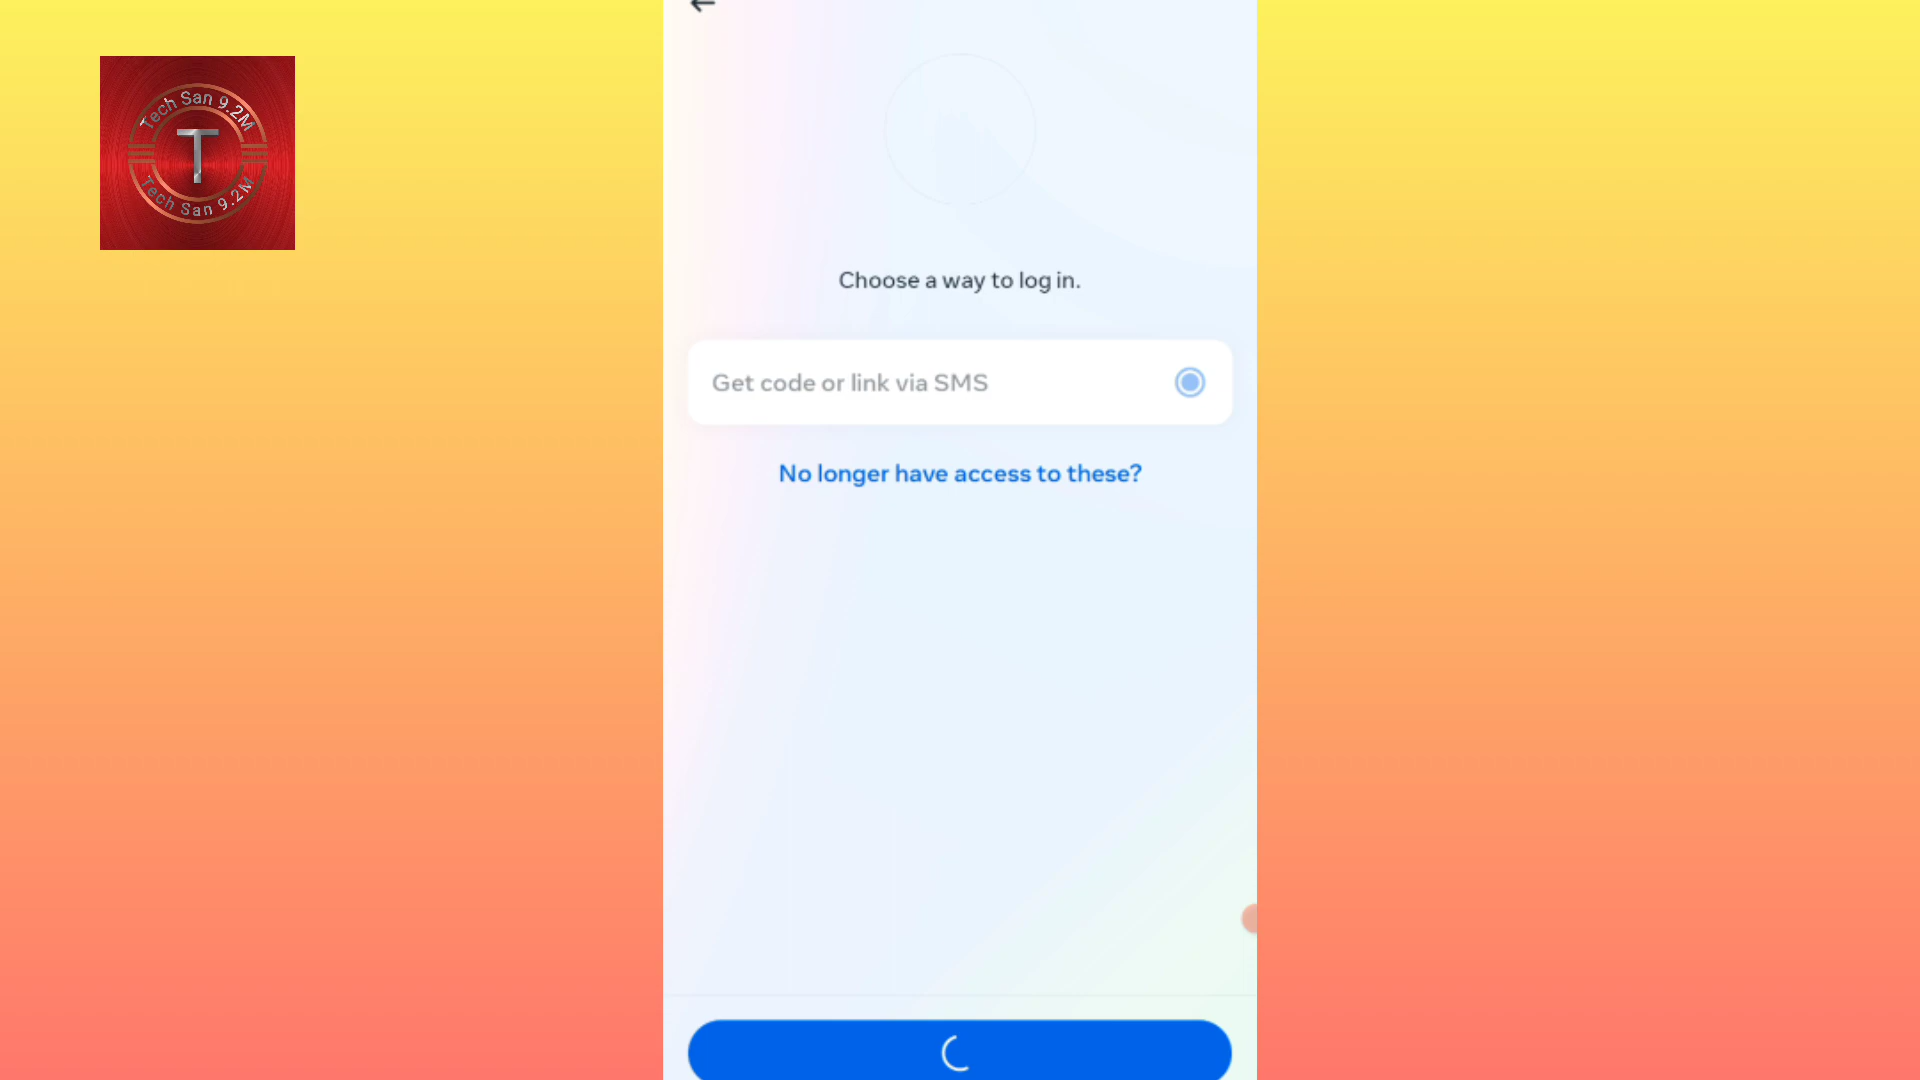 Tech San 9.2M
T
Tech San 9.2M
Choose a way to log in.
Get code or link via SMS
No longer have access to these?